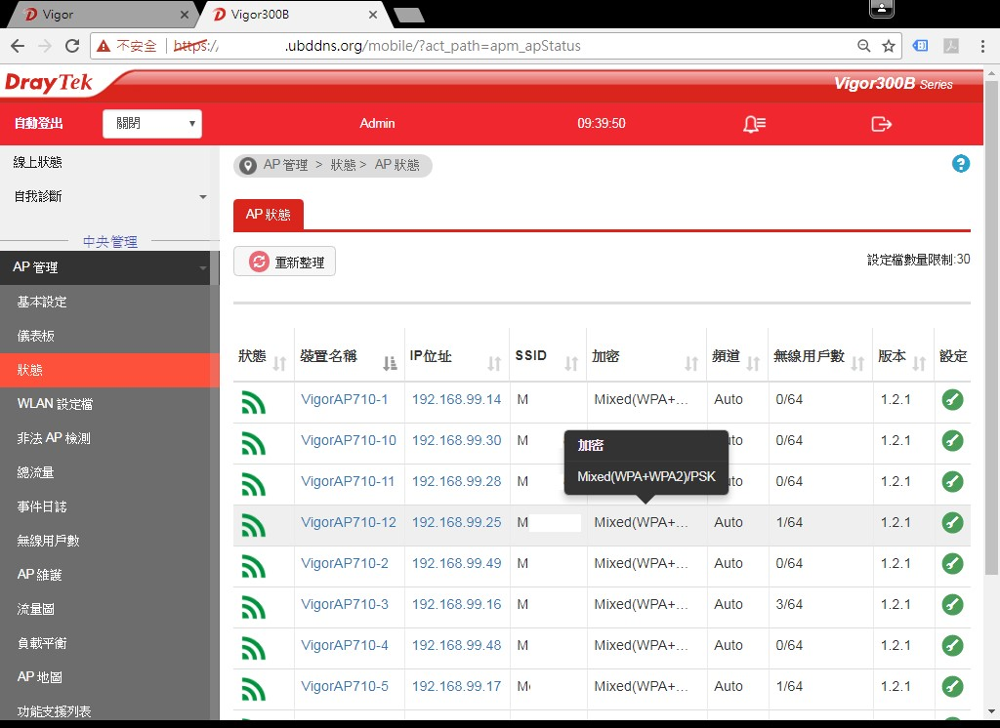 Vigor
Vigor300B
不安全 https:// .ubddns.org/mobile/?act_path=apm_apStatus
DrayTek
Vigor300B Series
自動登出 關閉 Admin 09:39:50
線上狀態
自我診斷
中央管理
AP 管理
基本設定
儀表板
狀態
WLAN 設定檔
非法 AP 檢測
總流量
事件日誌
無線用戶數
AP 維護
流量圖
負載平衡
AP 地圖
功能支援列表
AP 管理 > 狀態 > AP 狀態
?
AP 狀態
重新整理
設定檔數量限制:30
狀態 裝置名稱 IP位址 SSID 加密 頻道 無線用戶數 版本 設定
VigorAP710-1 192.168.99.14 M Mixed(WPA+... Auto 0/64 1.2.1
VigorAP710-10 192.168.99.30 M uto 0/64 1.2.1
VigorAP710-11 192.168.99.28 M uto 0/64 1.2.1
加密
Mixed(WPA+WPA2)/PSK
VigorAP710-12 192.168.99.25 M Mixed(WPA+... Auto 1/64 1.2.1
VigorAP710-2 192.168.99.49 M Mixed(WPA+... Auto 0/64 1.2.1
VigorAP710-3 192.168.99.16 M Mixed(WPA+... Auto 3/64 1.2.1
VigorAP710-4 192.168.99.48 M Mixed(WPA+... Auto 0/64 1.2.1
VigorAP710-5 192.168.99.17 M Mixed(WPA+... Auto 1/64 1.2.1